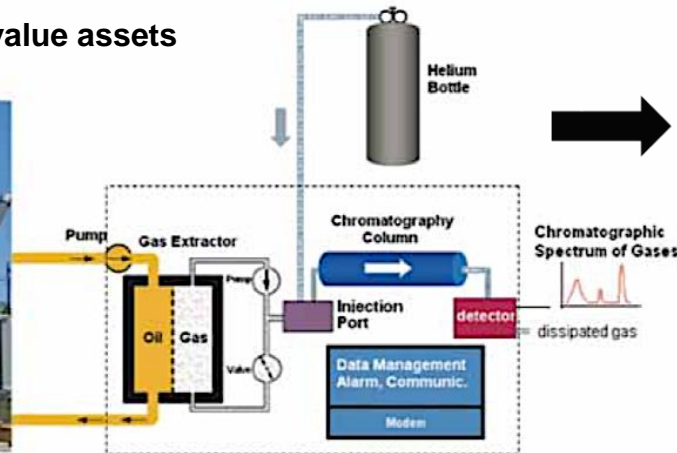 value assets
Helium
Bottle
Pump
Gas Extractor
Chromatography
Column
Chromatographic
Spectrum of Gases
Pump
Injection
Port
detector
Oil
Gas
dissipated gas
Valve
Data Management
Alarm, Communic.
Modem